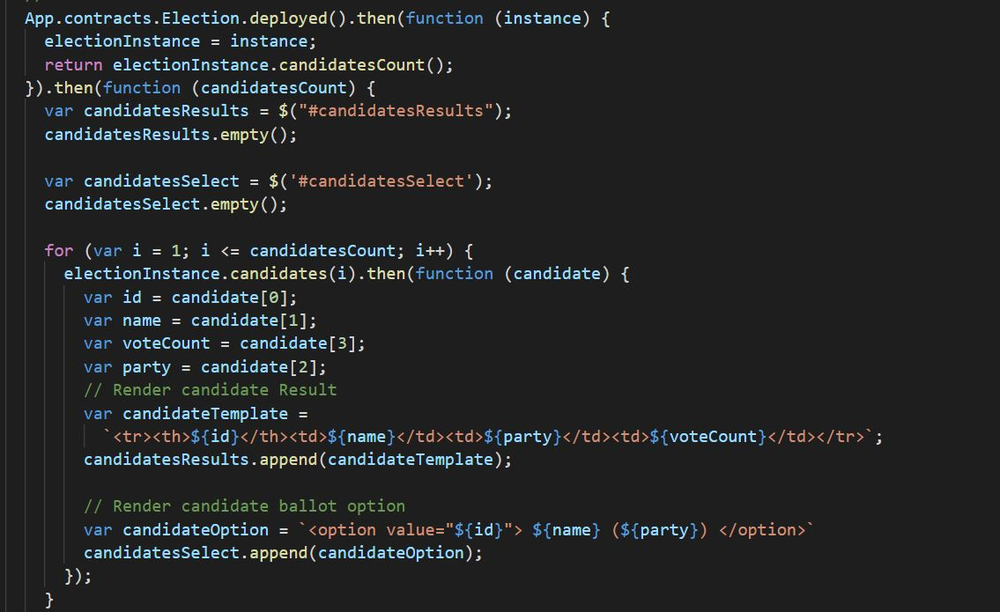 App.contracts.Election.deployed().then(function (instance) {
electionInstance = instance;
return electionInstance.candidatesCount();
}).then(function (candidatesCount) {
var candidatesResults = $("#candidatesResults");
candidatesResults.empty();
var candidatesSelect = $('#candidatesSelect');
candidatesSelect.empty();
for (var i = 1; i <= candidatesCount; i++) {
electionInstance.candidates(i).then(function (candidate) {
var id = candidate[0];
var name = candidate[1];
var voteCount = candidate[3];
var party = candidate[2];
// Render candidate Result
var candidateTemplate =
`<tr><th>${id}</th><td>${name}</td><td>${party}</td><td>${voteCount}</td></tr>`;
candidatesResults.append(candidateTemplate);
// Render candidate ballot option
var candidateOption = `<option value="${id}"> ${name} (${party}) </option>`
candidatesSelect.append(candidateOption);
});
}